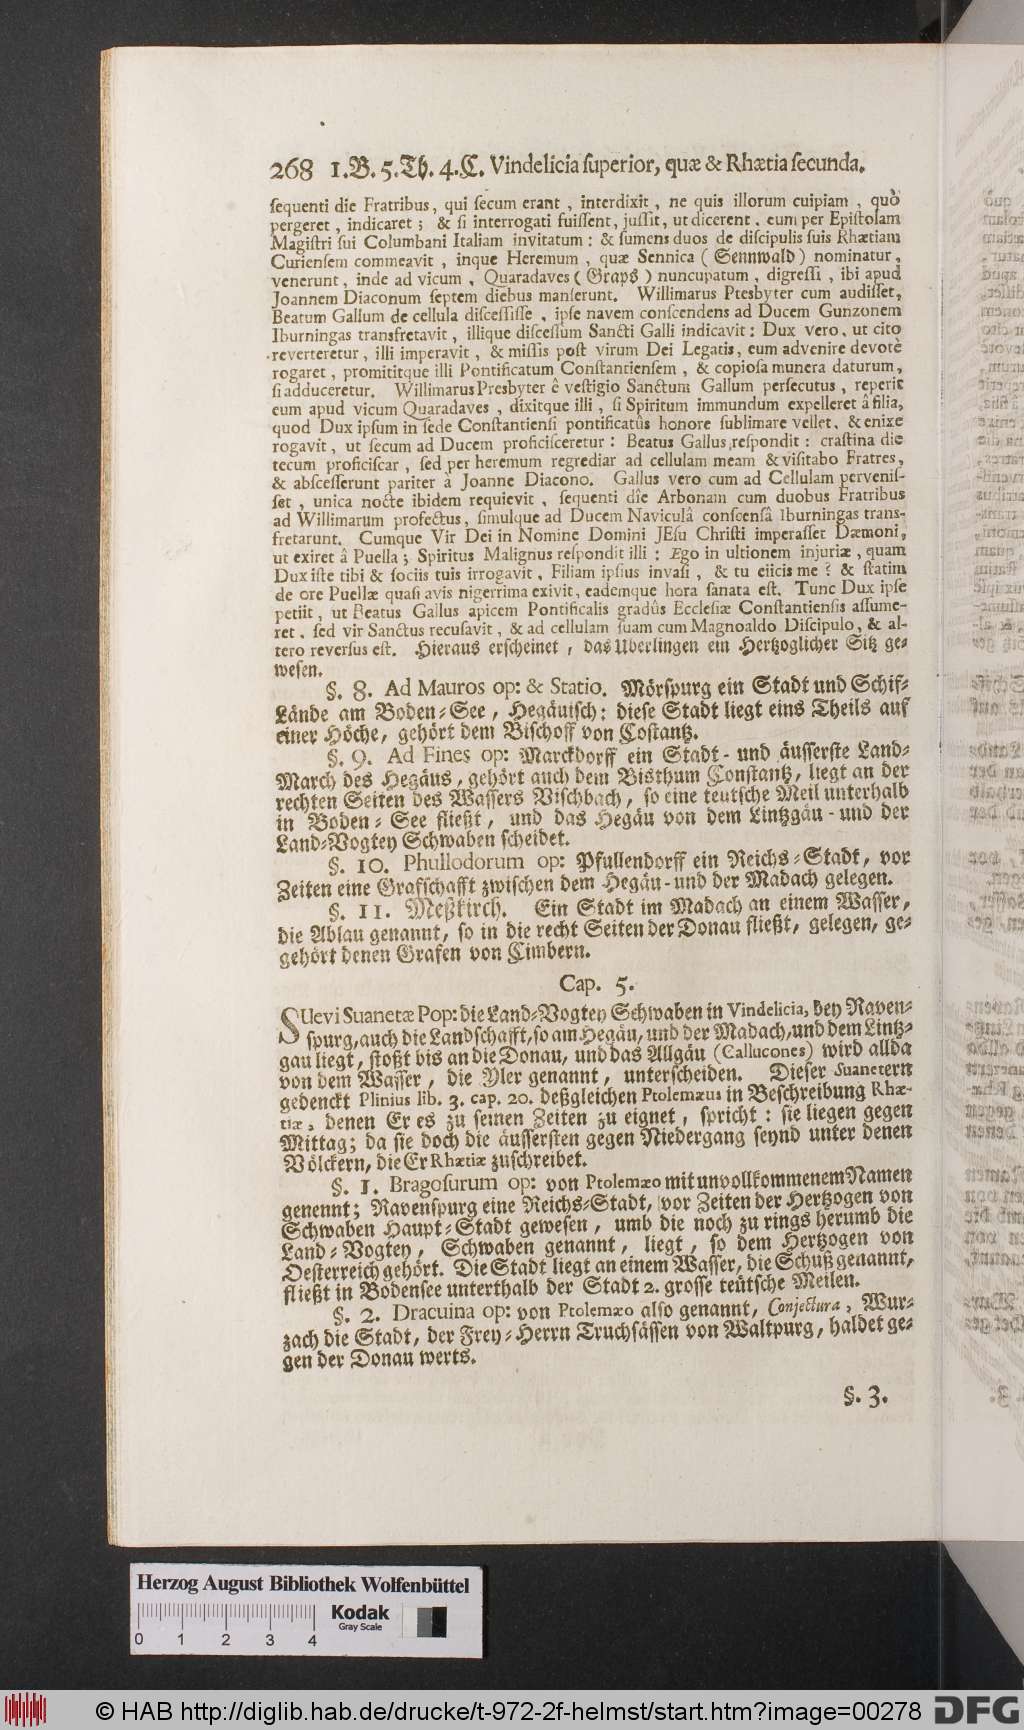 268 1.B. 5.Th. 4.C. Vindelicia superior, quæ & Rhætia secunda.
sequenti die Fratribus, qui secum erant, interdixit, ne quis illorum cuipiam, quò
pergeret, indicaret; & si interrogati fuissent, jussit, ut dicerent. eum per Epistolam
Magistri sui Columbani Italiam invitatum: & sumens duos de discipulis suis Rhætiam
Curiensem commeavit, inque Heremum, quæ Sennica (Sennwald) nominatur,
venerunt, inde ad vicum, Quaradaves (Graps) nuncupatum, digressi, ibi apud
Joannem Diaconum septem diebus manserunt. Willimarus Presbyter cum audisset,
Beatum Gallum de cellula discessisse, ipse navem conscendens ad Ducem Gunzonem
Iburningas transfretavit, illique discessum Sancti Galli indicavit: Dux vero, ut cito
reverteretur, illi imperavit, & missis post virum Dei Legatis, eum advenire devotè
rogaret, promititque illi Pontificatum Constantiensem, & copiosa munera daturum,
si adduceretur. Willimarus Presbyter ê vestigio Sanctum Gallum persecutus, reperit
eum apud vicum Quaradaves, dixitque illi, si Spiritum immundum expelleret â filia,
quod Dux ipsum in sede Constantiensi pontificatûs honore sublimare vellet, & enixe
rogavit, ut secum ad Ducem proficisceretur: Beatus Gallus respondit: crastina die
tecum proficiscar, sed per heremum regrediar ad cellulam meam & visitabo Fratres,
& abscesserunt pariter â Joanne Diacono. Gallus vero cum ad Cellulam pervenis-
set, unica nocte ibidem requievit, sequenti die Arbonam cum duobus Fratribus
ad Willimarum profectus, simulque ad Ducem Naviculâ conscensâ Iburningas trans-
fretarunt. Cumque Vir Dei in Nomine Domini JEsu Christi imperasset Dæmoni,
ut exiret â Puella; Spiritus Malignus respondit illi: Ego in ultionem injuriæ, quam
Dux iste tibi & sociis tuis irrogavit, Filiam ipsius invasi, & tu eiicis me? & statim
de ore Puellæ quasi avis nigerrima exivit, eademque hora sanata est. Tunc Dux ipse
petiit, ut Beatus Gallus apicem Pontificalis gradûs Ecclesiæ Constantiensis assume-
ret, sed vir Sanctus recusavit, & ad cellulam suam cum Magnoaldo Discipulo, & al-
tero reversus est. Hieraus erscheinet, das Uberlingen ein Hertzoglicher Sitz ge-
wesen.
§. 8. Ad Mauros op: & Statio. Mörspurg ein Stadt und Schif-
Lände am Boden-See, Hegäuisch: diese Stadt liegt eins Theils auf
einer Höche, gehört dem Bischoff von Costantz.
§. 9. Ad Fines op: Marckdorff ein Stadt- und äusserste Land-
March des Hegäus, gehört auch dem Bisthum Constantz, liegt an der
rechten Seiten des Wassers Vischbach, so eine teutsche Meil unterhalb
in Boden-See fließt, und das Hegäu von dem Lintzgäu- und der
Land-Vogtey Schwaben scheidet.
§. 10. Phullodorum op: Pfullendorff ein Reichs-Stadt, vor
Zeiten eine Grafschafft zwischen dem Hegäu- und der Madach gelegen.
§. 11. Meßkirch. Ein Stadt im Madach an einem Wasser,
die Ablau genannt, so in die recht Seiten der Donau fließt, gelegen, ge-
gehört denen Grafen von Cimbern.
Cap. 5.
SUevi Suanetæ Pop: die Land-Vogtey Schwaben in Vindelicia, bey Raven-
spurg, auch die Landschafft, so am Hegäu, und der Madach, und dem Lintz-
gau liegt, stoßt bis an die Donau, und das Allgäu (Callucones) wird allda
von dem Wasser, die Yler genannt, unterscheiden. Dieser Suanetern
gedenckt Plinius lib. 3. cap. 20. deßgleichen Ptolemæus in Beschreibung Rhæ-
tiæ, denen Er es zu seinen Zeiten zu eignet, spricht: sie liegen gegen
Mittag; da sie doch die äussersten gegen Niedergang seynd unter denen
Völckern, die Er Rhætiæ zuschreibet.
§. 1. Bragosurum op: von Ptolemæo mit unvollkommenem Namen
genennt; Ravenspurg eine Reichs-Stadt, vor Zeiten der Hertzogen von
Schwaben Haupt-Stadt gewesen, umb die noch zu rings herumb die
Land-Vogtey, Schwaben genannt, liegt, so dem Hertzogen von
Oesterreich gehört. Die Stadt liegt an einem Wasser, die Schuß genannt,
fließt in Bodensee unterthalb der Stadt 2. grosse teütsche Meilen.
§. 2. Dracuina op: von Ptolemæo also genannt, Conjectura, Wur-
zach die Stadt, der Frey-Herrn Truchsässen von Waltpurg, haldet ge-
gen der Donau werts.
§. 3.
Herzog August Bibliothek Wolfenbüttel
Kodak
Gray Scale
0 1 2 3 4
© HAB http://diglib.hab.de/drucke/t-972-2f-helmst/start.htm?image=00278
DFG